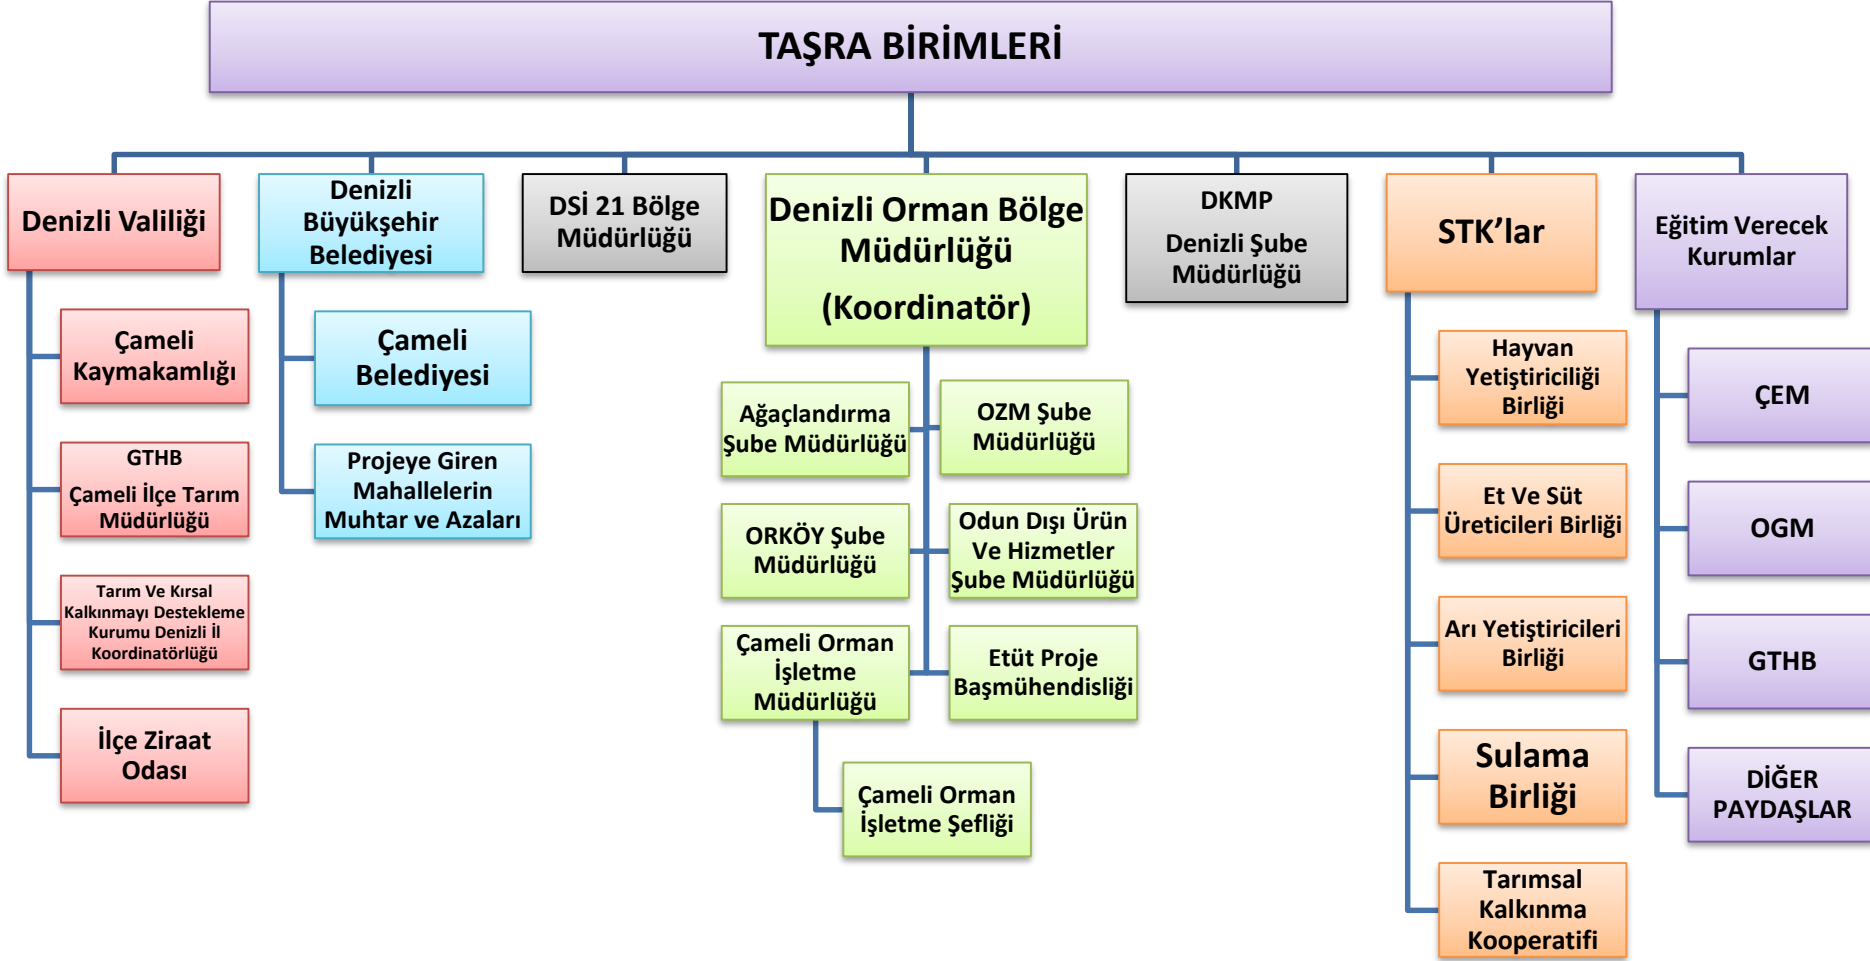 TAŞRA BİRİMLERİ
Denizli Valiliği
Çameli
Kaymakamlığı
GTHB
Çameli İlçe Tarım
Müdürlüğü
Tarım Ve Kırsal
Kalkınmayı Destekleme
Kurumu Denizli İl
Koordinatörlüğü
İlçe Ziraat
Odası
Denizli
Büyükşehir
Belediyesi
Çameli
Belediyesi
Projeye Giren
Mahallelerin
Muhtar ve Azaları
DSİ 21 Bölge
Müdürlüğü
Denizli Orman Bölge
Müdürlüğü
(Koordinatör)
Ağaçlandırma
Şube Müdürlüğü
OZM Şube
Müdürlüğü
ORKÖY Şube
Müdürlüğü
Odun Dışı Ürün
Ve Hizmetler
Şube Müdürlüğü
Çameli Orman
İşletme
Müdürlüğü
Etüt Proje
Başmühendisliği
Çameli Orman
İşletme Şefliği
DKMP
Denizli Şube
Müdürlüğü
STK’lar
Hayvan
Yetiştiriciliği
Birliği
Et Ve Süt
Üreticileri Birliği
Arı Yetiştiricileri
Birliği
Sulama
Birliği
Tarımsal
Kalkınma
Kooperatifi
Eğitim Verecek
Kurumlar
ÇEM
OGM
GTHB
DİĞER
PAYDAŞLAR